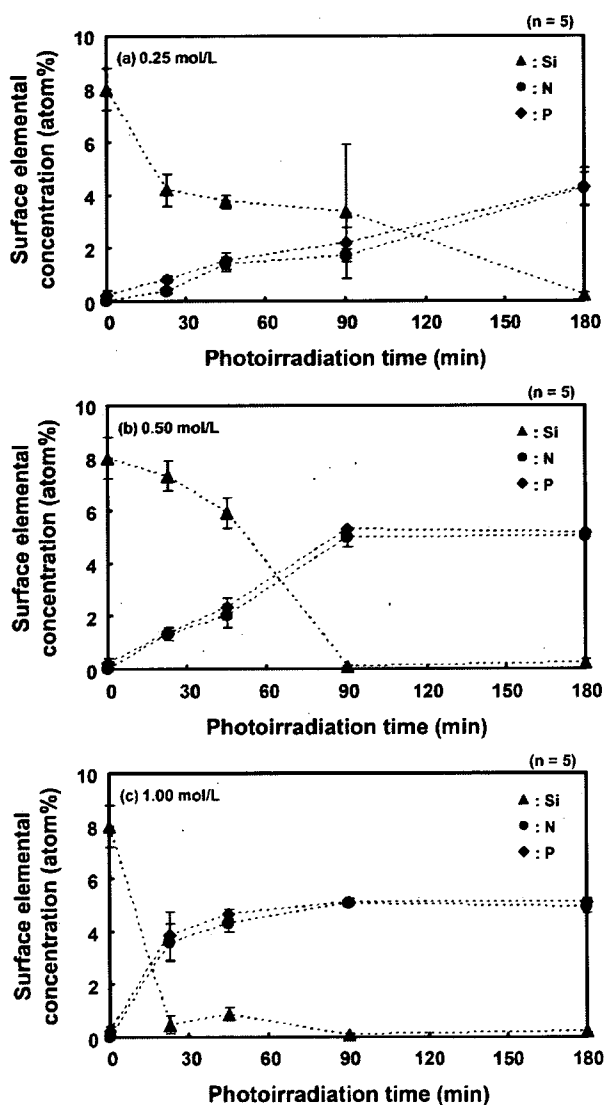 (n = 5)
(a) 0.25 mol/L
▲ : Si
● : N
◆ : P
Surface elemental
concentration (atom%)
10
8
6
4
2
0
0 30 60 90 120 150 180
Photoirradiation time (min)
(n = 5)
(b) 0.50 mol/L
▲ : Si
● : N
◆ : P
Surface elemental
concentration (atom%)
10
8
6
4
2
0
0 30 60 90 120 150 180
Photoirradiation time (min)
(n = 5)
(c) 1.00 mol/L
▲ : Si
● : N
◆ : P
Surface elemental
concentration (atom%)
10
8
6
4
2
0
0 30 60 90 120 150 180
Photoirradiation time (min)